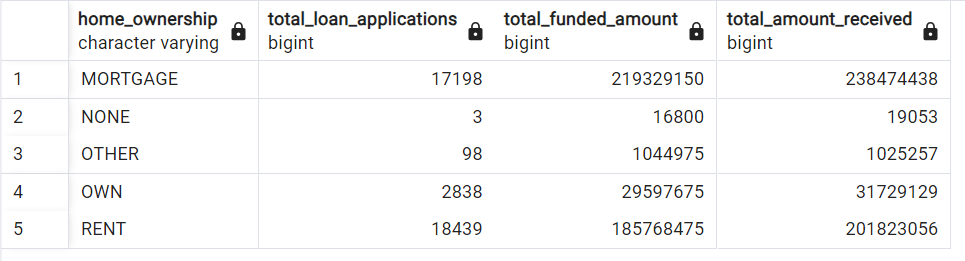 home_ownership total_loan_applications total_funded_amount total_amount_received
character varying bigint bigint bigint
1 MORTGAGE 17198 219329150 238474438
2 NONE 3 16800 19053
3 OTHER 98 1044975 1025257
4 OWN 2838 29597675 31729129
5 RENT 18439 185768475 201823056